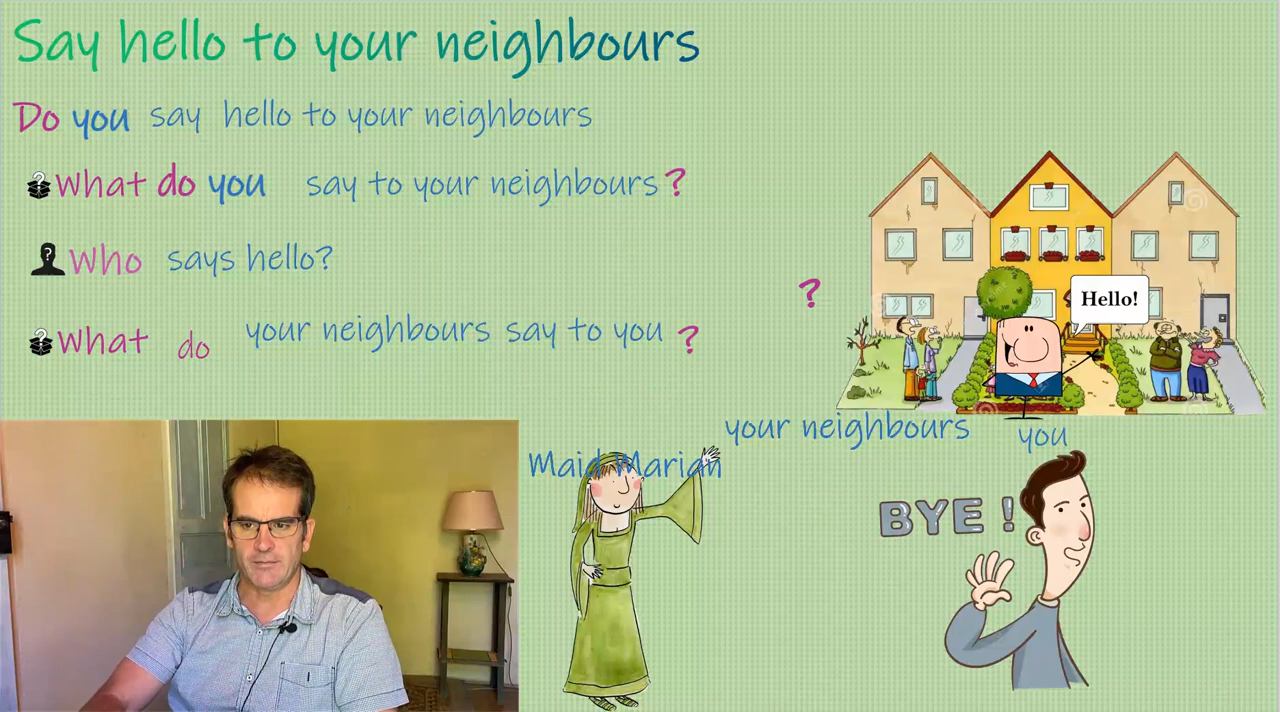 Say hello to your neighbours
Do you say hello to your neighbours
What do you say to your neighbours ?
Who says hello?
What do your neighbours say to you ?
?
Hello!
your neighbours you
Maid Marian
BYE !